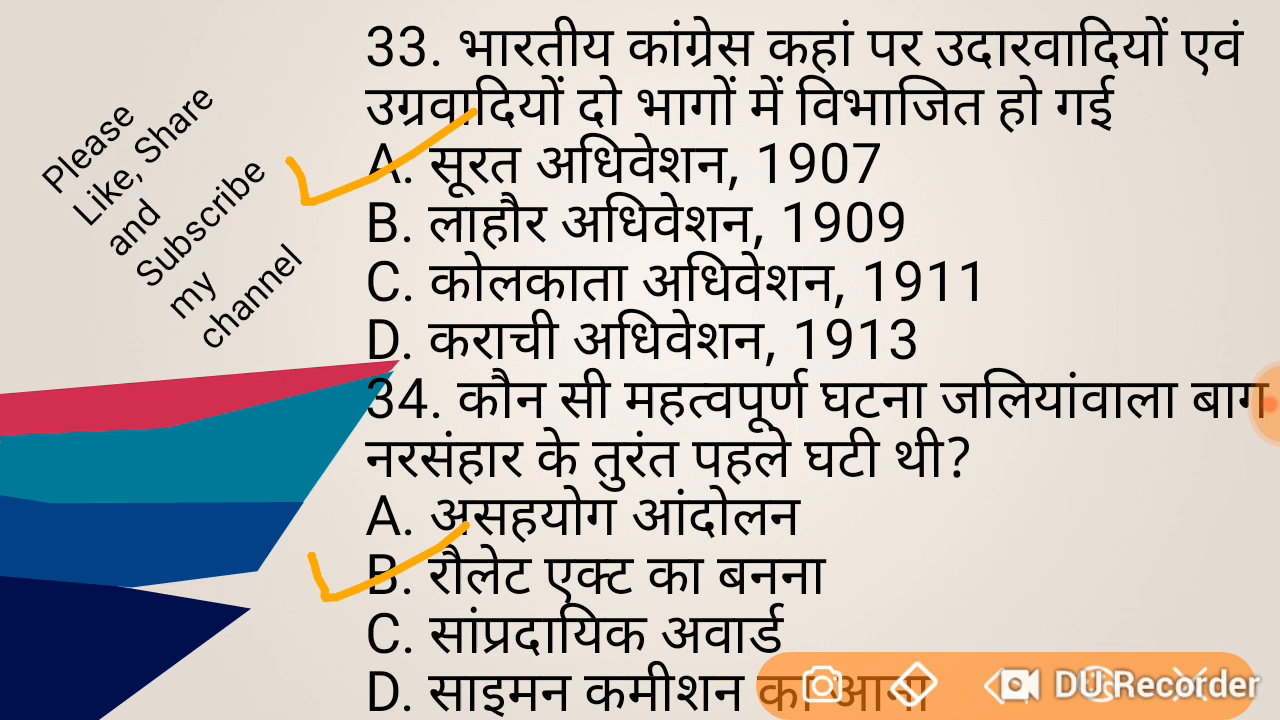 Please
Like, Share
and
Subscribe
my
channel
33. भारतीय कांग्रेस कहां पर उदारवादियों एवं
उग्रवादियों दो भागों में विभाजित हो गई
A. सूरत अधिवेशन, 1907
B. लाहौर अधिवेशन, 1909
C. कोलकाता अधिवेशन, 1911
D. कराची अधिवेशन, 1913
34. कौन सी महत्वपूर्ण घटना जलियांवाला बाग
नरसंहार के तुरंत पहले घटी थी?
A. असहयोग आंदोलन
B. रौलेट एक्ट का बनना
C. सांप्रदायिक अवार्ड
D. साइमन कमीशन का आना
DU Recorder